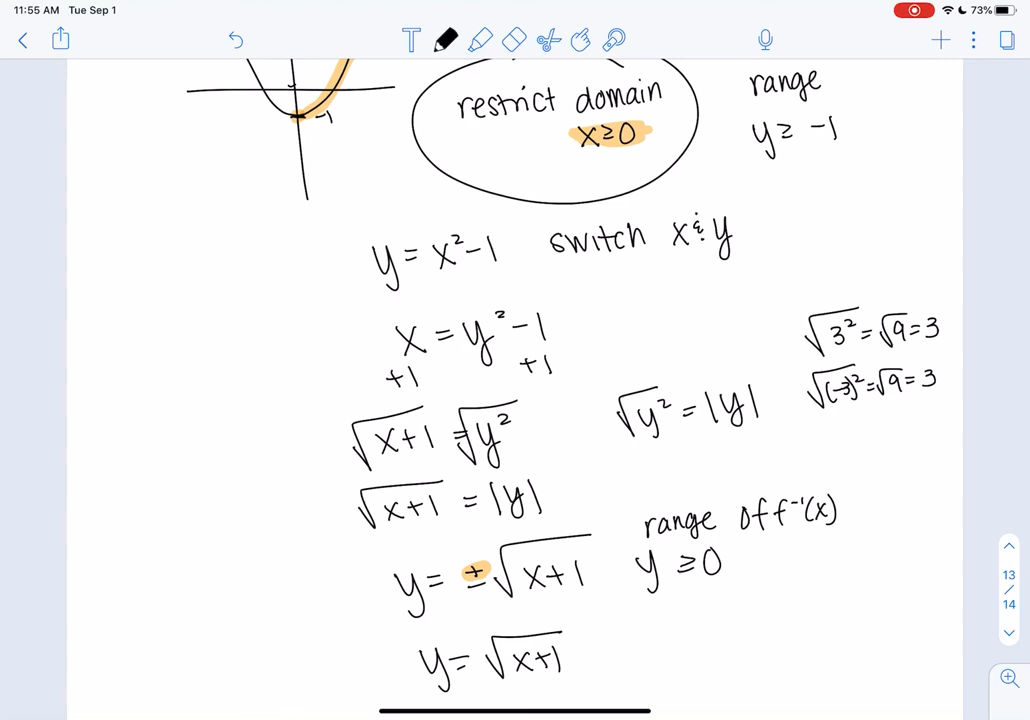 11:55 AM Tue Sep 1
73%
T
-1
restrict domain
x≥0
range
y≥ -1
y = x²-1 switch x & y
x = y² - 1
+1 +1
√3² = √9 = 3
√(-3)² = √9 = 3
√x+1 = √y²
√y² = |y|
√x+1 = |y|
range of f⁻¹(x)
y ≥ 0
y = ± √x+1
y = √x+1
13
/
14